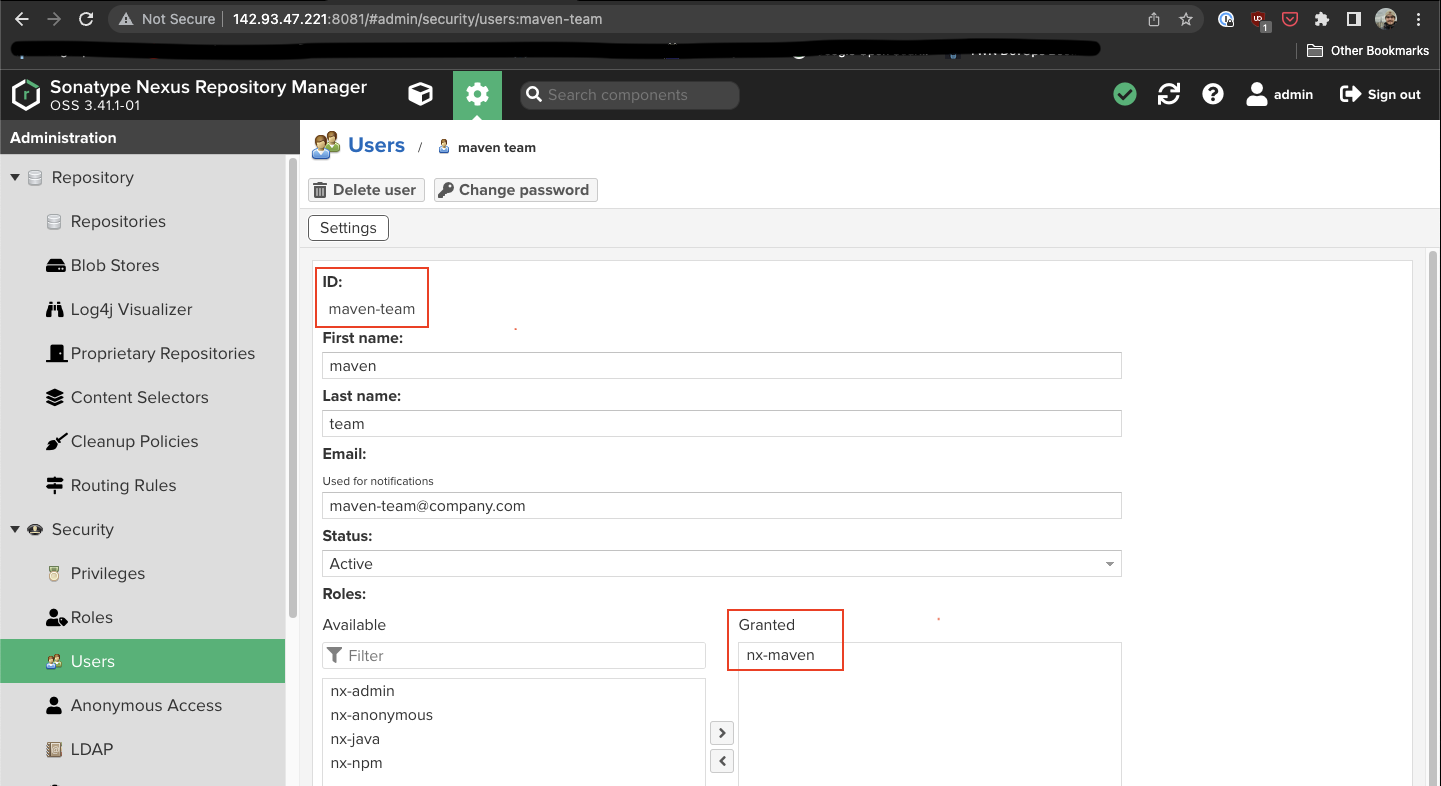 Not Secure 142.93.47.221:8081/#admin/security/users:maven-team
Other Bookmarks
Sonatype Nexus Repository Manager
OSS 3.41.1-01
Search components
admin
Sign out
Administration
Users / maven team
Repository
Delete user
Change password
Repositories
Settings
Blob Stores
ID:
maven-team
Log4j Visualizer
First name:
maven
Proprietary Repositories
Last name:
Content Selectors
team
Cleanup Policies
Email:
Used for notifications
Routing Rules
maven-team@company.com
Security
Status:
Active
Privileges
Roles:
Roles
Available
Granted
Filter
nx-maven
Users
nx-admin
Anonymous Access
nx-anonymous
nx-java
LDAP
nx-npm